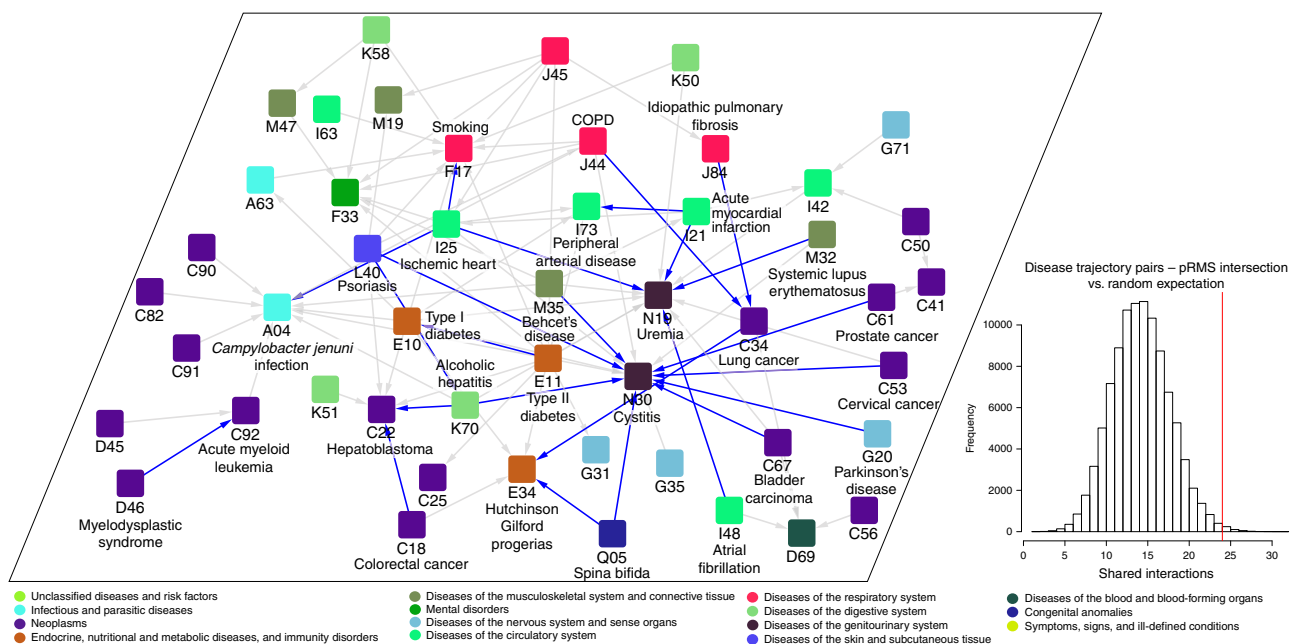 K58
J45
K50
M47
I63
M19
Smoking
F17
COPD
J44
Idiopathic pulmonary
fibrosis
J84
G71
A63
F33
I25
Ischemic heart
I73
Peripheral
arterial disease
I21
Acute
myocardial
infarction
I42
C50
C90
L40
Psoriasis
M32
Systemic lupus
erythematosus
C41
C82
A04
Campylobacter jenuni
infection
Type I
diabetes
E10
M35
Behcet's
disease
N19
Uremia
C34
Lung cancer
C61
Prostate cancer
C91
Alcoholic
hepatitis
E11
Type II
diabetes
N30
Cystitis
C53
Cervical cancer
K51
C22
Hepatoblastoma
K70
D45
C92
Acute myeloid
leukemia
G31
G35
C67
Bladder
carcinoma
G20
Parkinson's
disease
D46
Myelodysplastic
syndrome
C25
E34
Hutchinson
Gilford
progerias
C18
Colorectal cancer
Q05
Spina bifida
I48
Atrial
fibrillation
D69
C56
Disease trajectory pairs – pRMS intersection
vs. random expectation
Frequency
10000
8000
6000
4000
2000
0
0 5 10 15 20 25 30
Shared interactions
Unclassified diseases and risk factors
Infectious and parasitic diseases
Neoplasms
Endocrine, nutritional and metabolic diseases, and immunity disorders
Diseases of the musculoskeletal system and connective tissue
Mental disorders
Diseases of the nervous system and sense organs
Diseases of the circulatory system
Diseases of the respiratory system
Diseases of the digestive system
Diseases of the genitourinary system
Diseases of the skin and subcutaneous tissue
Diseases of the blood and blood-forming organs
Congenital anomalies
Symptoms, signs, and ill-defined conditions